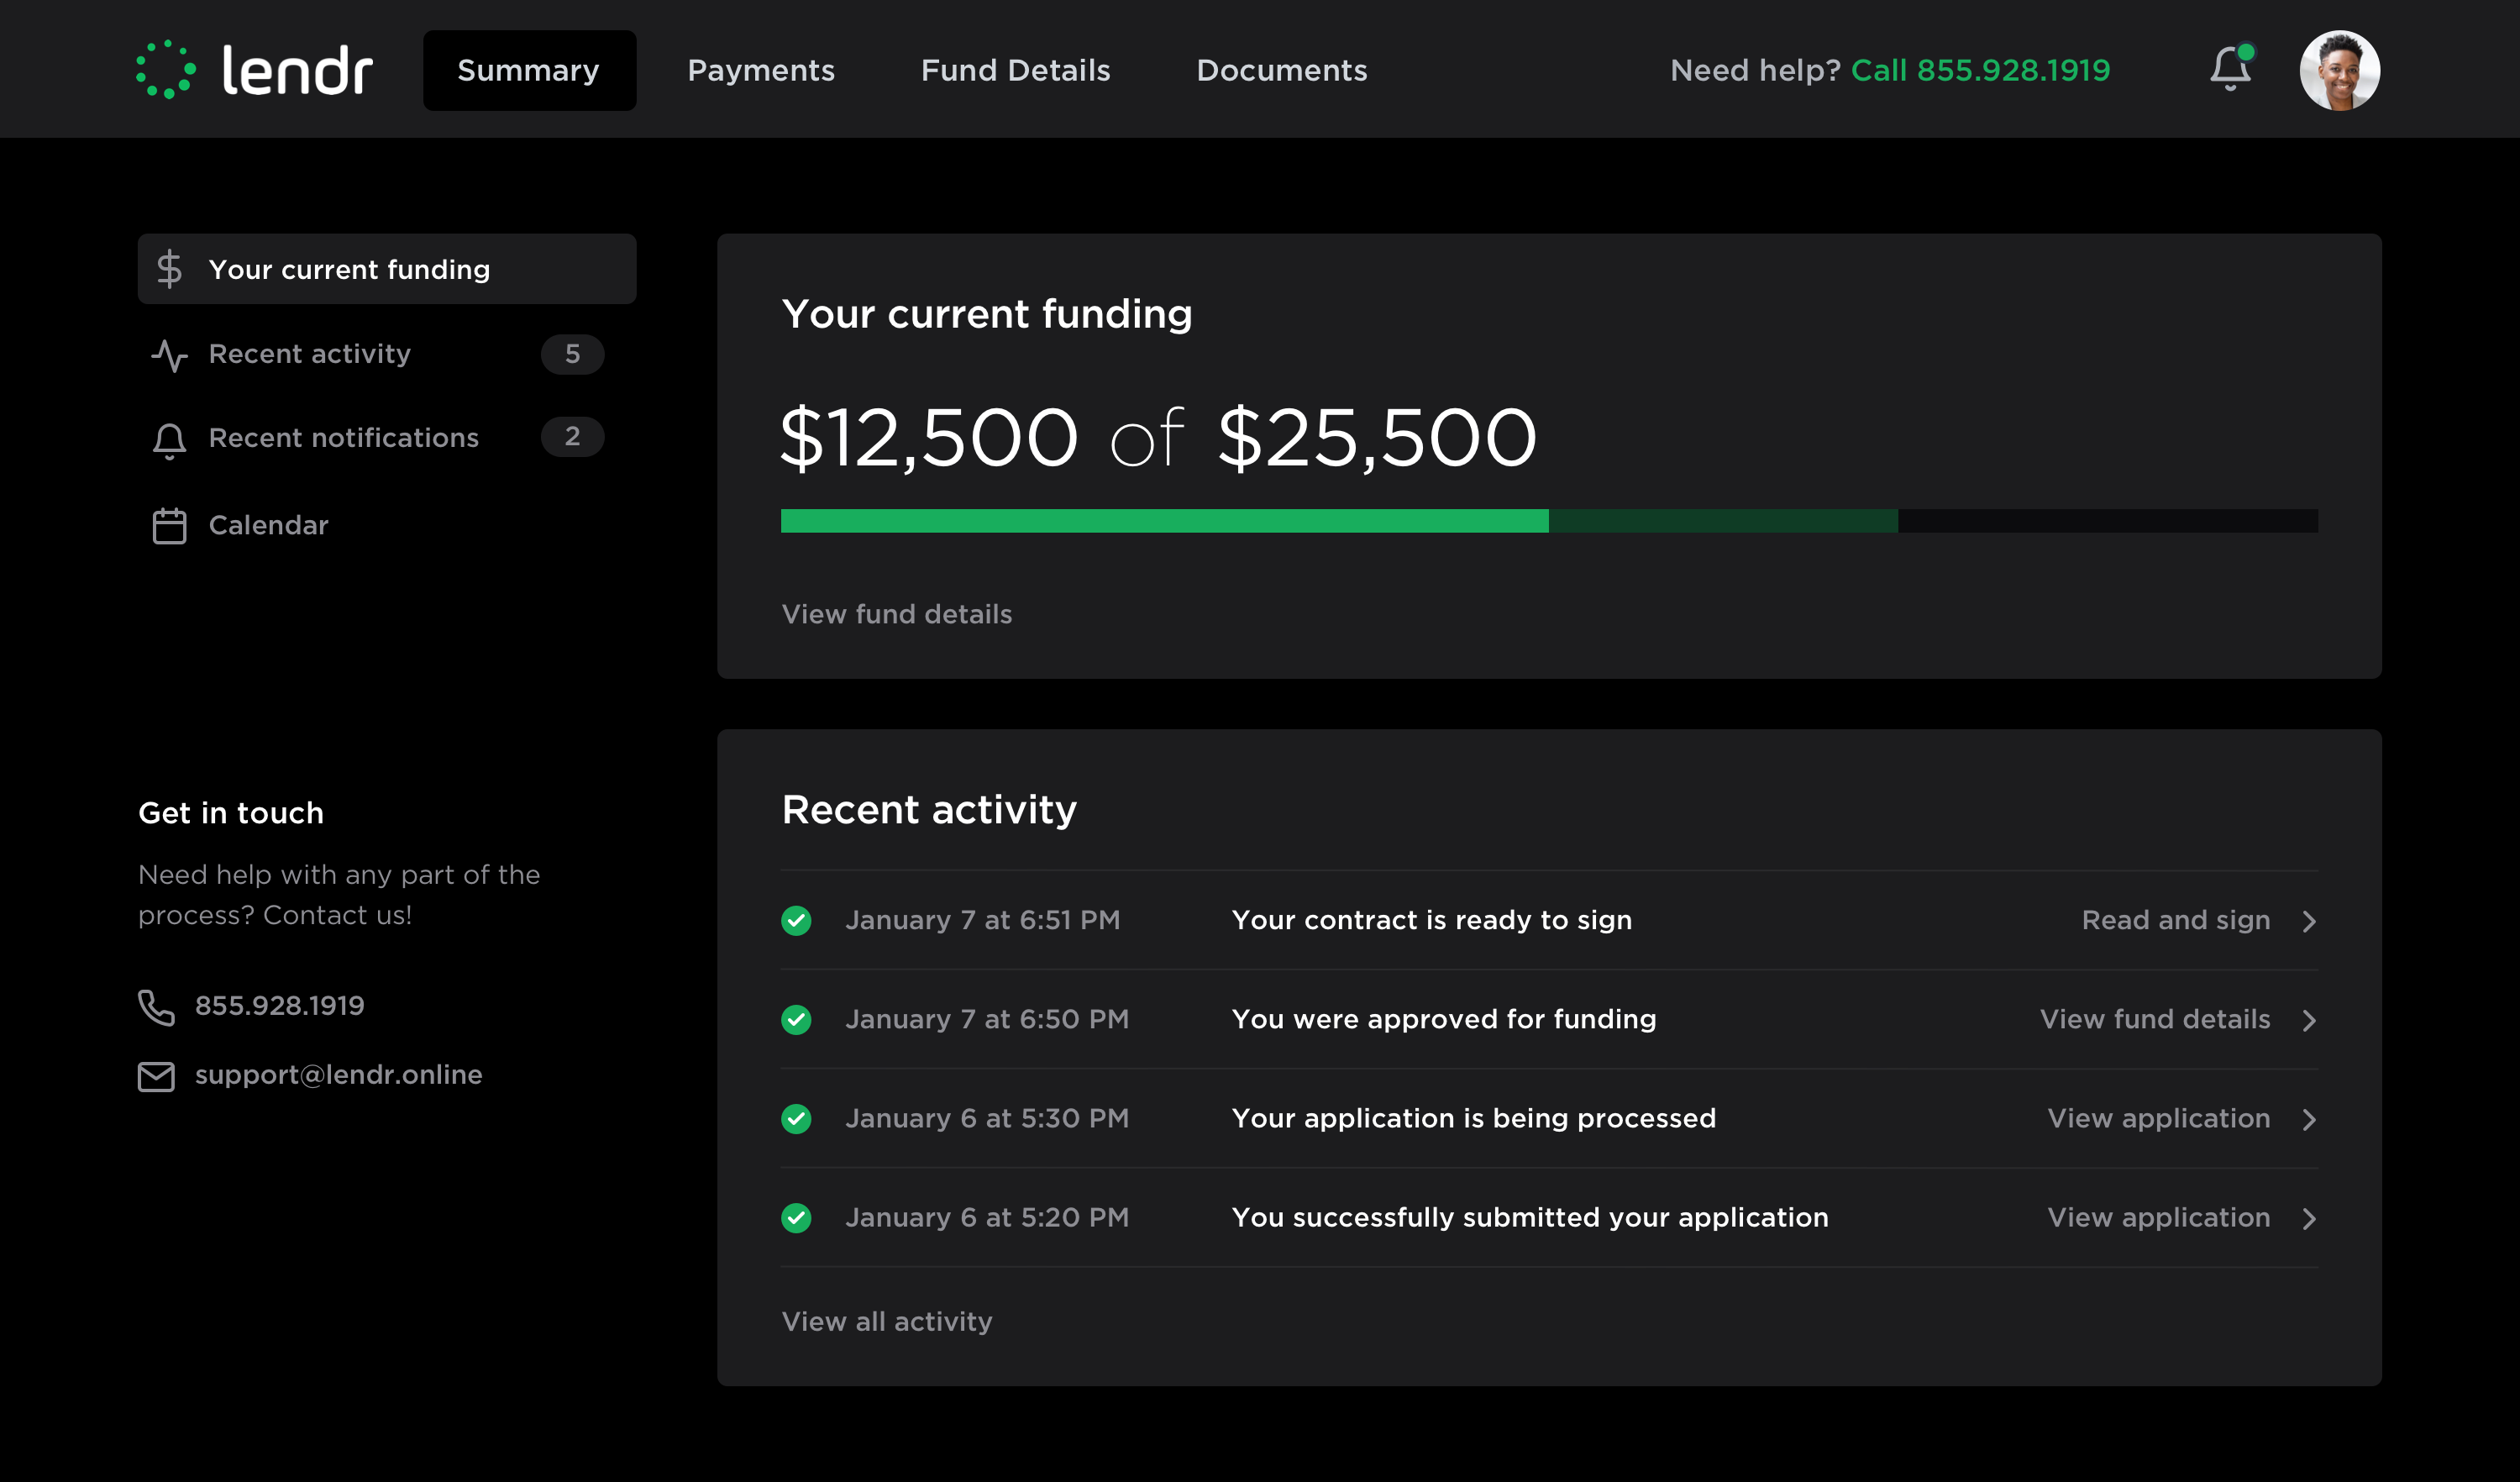 lendr
Summary
Payments
Fund Details
Documents
Need help? Call 855.928.1919
Your current funding
Recent activity
5
Recent notifications
2
Calendar
Get in touch
Need help with any part of the
process? Contact us!
855.928.1919
support@lendr.online
Your current funding
$12,500 of $25,500
View fund details
Recent activity
January 7 at 6:51 PM Your contract is ready to sign Read and sign
January 7 at 6:50 PM You were approved for funding View fund details
January 6 at 5:30 PM Your application is being processed View application
January 6 at 5:20 PM You successfully submitted your application View application
View all activity